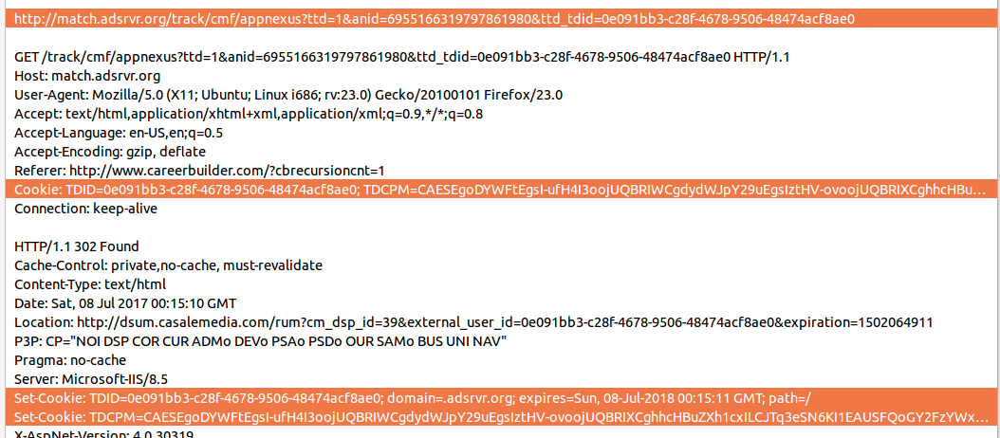 http://match.adsrvr.org/track/cmf/appnexus?ttd=1&anid=6955166319797861980&ttd_tdid=0e091bb3-c28f-4678-9506-48474acf8ae0
GET /track/cmf/appnexus?ttd=1&anid=6955166319797861980&ttd_tdid=0e091bb3-c28f-4678-9506-48474acf8ae0 HTTP/1.1
Host: match.adsrvr.org
User-Agent: Mozilla/5.0 (X11; Ubuntu; Linux i686; rv:23.0) Gecko/20100101 Firefox/23.0
Accept: text/html,application/xhtml+xml,application/xml;q=0.9,*/*;q=0.8
Accept-Language: en-US,en;q=0.5
Accept-Encoding: gzip, deflate
Referer: http://www.careerbuilder.com/?cbrecursioncnt=1
Cookie: TDID=0e091bb3-c28f-4678-9506-48474acf8ae0; TDCPM=CAESEgoDYWFtEgsI-ufH4I3oojUQBRIWCgdydWJpY29uEgsIztHV-ovoojUQBRIXCghhcHBu...
Connection: keep-alive
HTTP/1.1 302 Found
Cache-Control: private,no-cache, must-revalidate
Content-Type: text/html
Date: Sat, 08 Jul 2017 00:15:10 GMT
Location: http://dsum.casalemedia.com/rum?cm_dsp_id=39&external_user_id=0e091bb3-c28f-4678-9506-48474acf8ae0&expiration=1502064911
P3P: CP="NOI DSP COR CUR ADMo DEVo PSAo PSDo OUR SAMo BUS UNI NAV"
Pragma: no-cache
Server: Microsoft-IIS/8.5
Set-Cookie: TDID=0e091bb3-c28f-4678-9506-48474acf8ae0; domain=.adsrvr.org; expires=Sun, 08-Jul-2018 00:15:11 GMT; path=/
Set-Cookie: TDCPM=CAESEgoDYWFtEgsI-ufH4I3oojUQBRIWCgdydWJpY29uEgsIztHV-ovoojUQBRIXCghhcHBuZXh1cxILCJTq3eSN6KI1EAUSFQoGY2FzYWx...
X-AspNet-Version: 4.0.30319